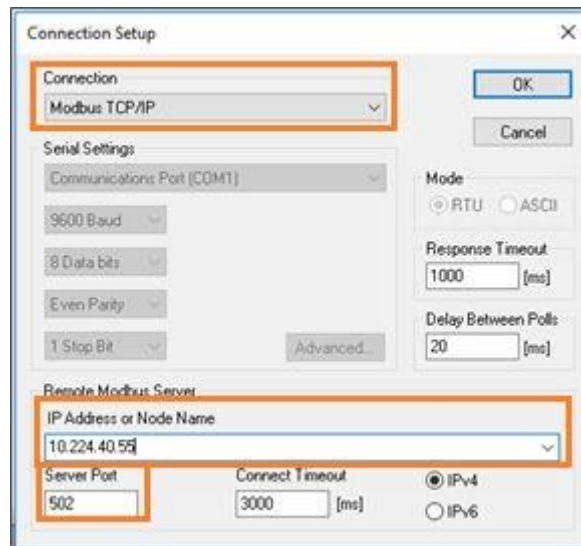 Connection Setup
Connection
Modbus TCP/IP
OK
Cancel
Serial Settings
Communications Port (COM1)
9600 Baud
8 Data bits
Even Parity
1 Stop Bit
Advanced...
Mode
RTU ASCII
Response Timeout
1000 [ms]
Delay Between Polls
20 [ms]
Remote Modbus Server
IP Address or Node Name
10.224.40.55
Server Port
502
Connect Timeout
3000 [ms]
IPv4
IPv6